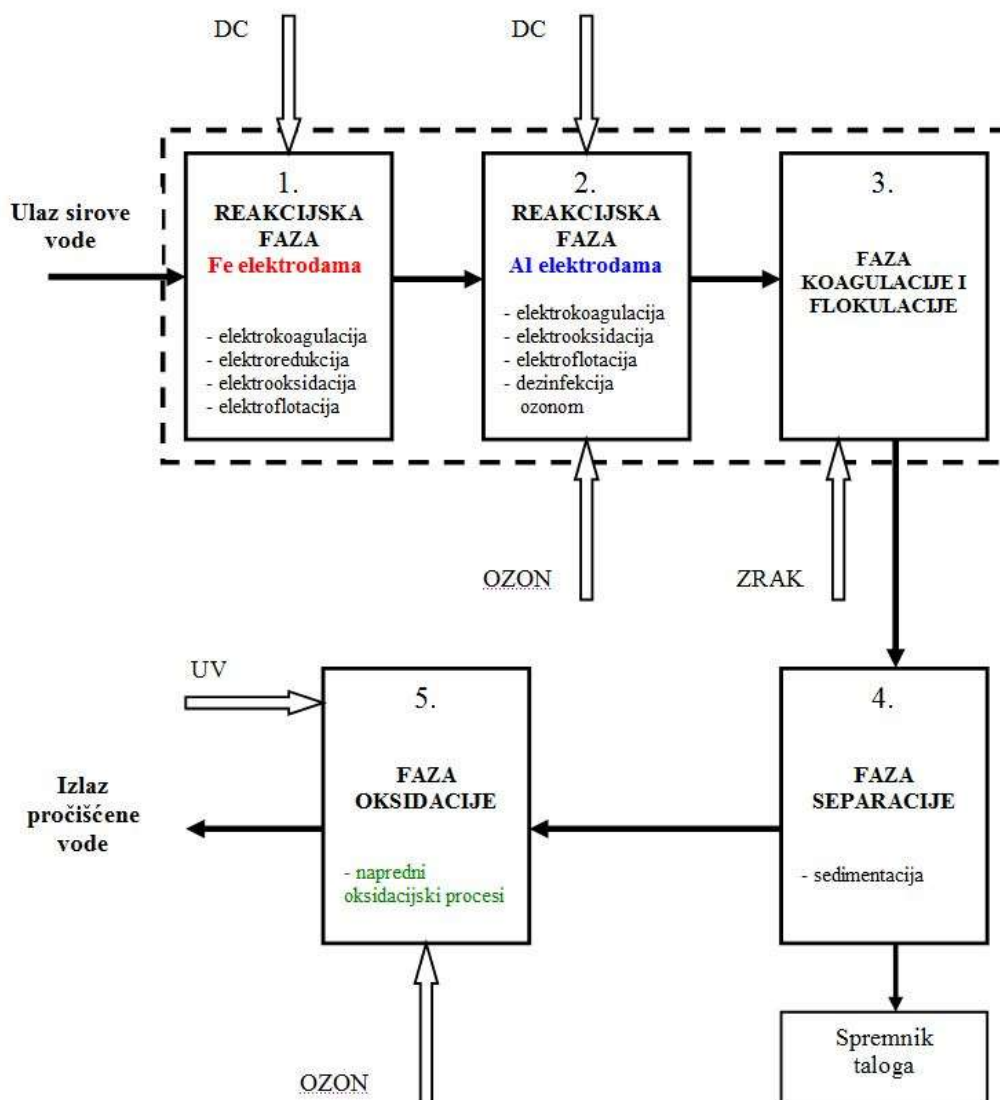 DC
DC
Ulaz sirove
vode
1.
REAKCIJSKA
FAZA
Fe elektrodama
- elektrokoagulacija
- elektroredukcija
- elektrooksidacija
- elektroflotacija
2.
REAKCIJSKA
FAZA
Al elektrodama
- elektrokoagulacija
- elektrooksidacija
- elektroflotacija
- dezinfekcija
ozonom
3.
FAZA
KOAGULACIJE I
FLOKULACIJE
OZON
ZRAK
UV
Izlaz
pročišćene
vode
5.
FAZA
OKSIDACIJE
- napredni
oksidacijski procesi
4.
FAZA
SEPARACIJE
- sedimentacija
OZON
Spremnik
taloga